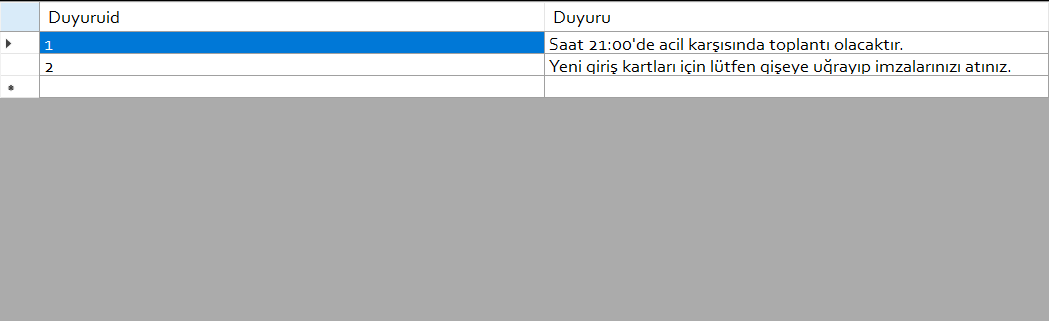 Duyuruid Duyuru
1 Saat 21:00'de acil karşısında toplantı olacaktır.
2 Yeni giriş kartları için lütfen gişeye uğrayıp imzalarınızı atınız.